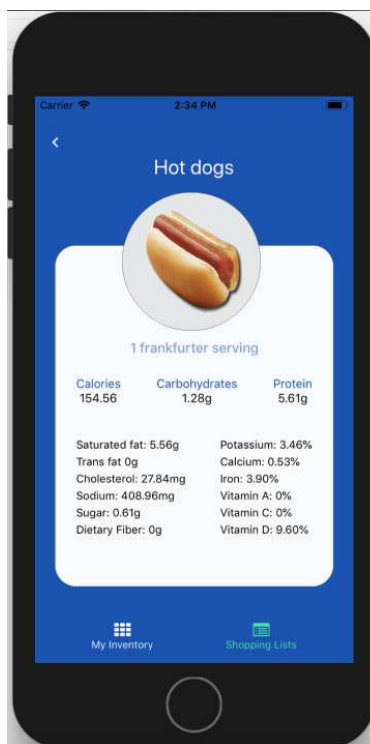 Carrier 2:34 PM
Hot dogs
1 frankfurter serving
Calories Carbohydrates Protein
154.56 1.28g 5.61g
Saturated fat: 5.56g
Trans fat 0g
Cholesterol: 27.84mg
Sodium: 408.96mg
Sugar: 0.61g
Dietary Fiber: 0g
Potassium: 3.46%
Calcium: 0.53%
Iron: 3.90%
Vitamin A: 0%
Vitamin C: 0%
Vitamin D: 9.60%
My Inventory Shopping Lists